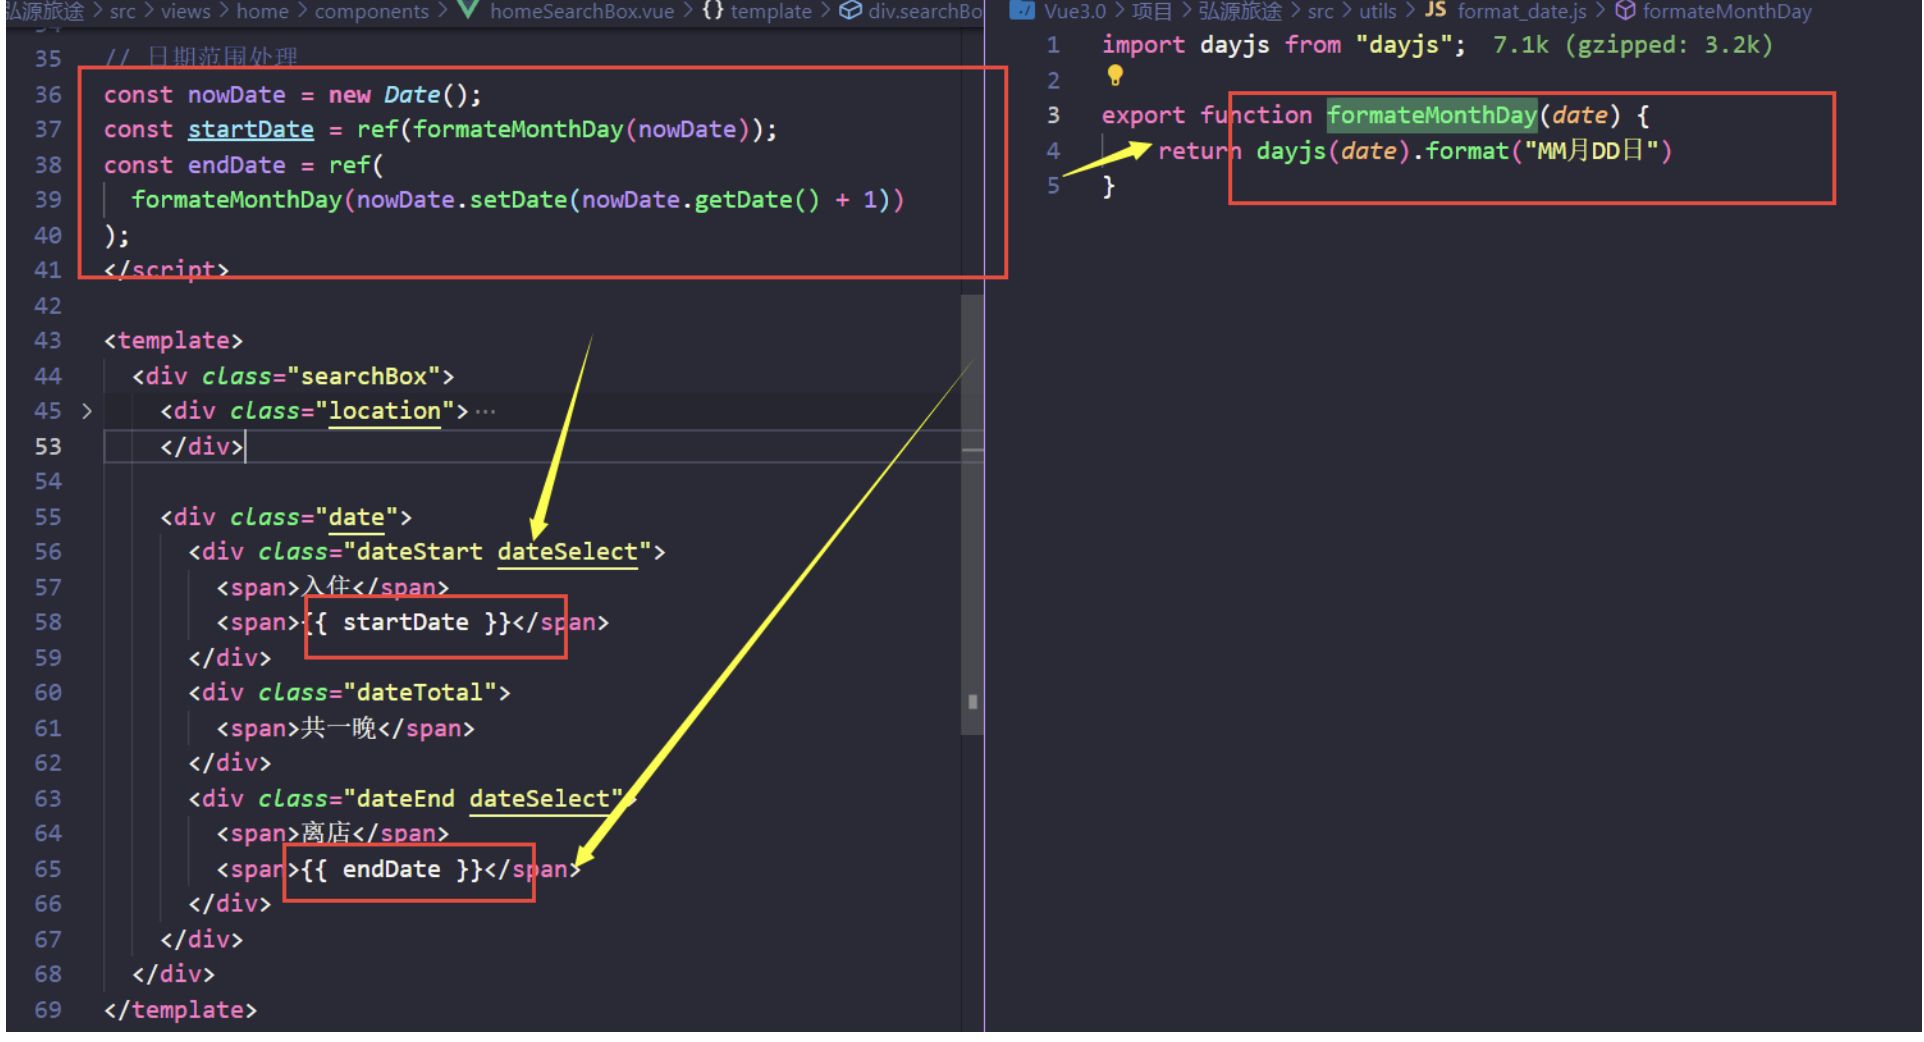 弘源旅途 > src > views > home > components > homeSearchBox.vue > {} template > div.searchBo
35 // 日期范围处理
36 const nowDate = new Date();
37 const startDate = ref(formateMonthDay(nowDate));
38 const endDate = ref(
39 formateMonthDay(nowDate.setDate(nowDate.getDate() + 1))
40 );
41 </script>
42
43 <template>
44 <div class="searchBox">
45 > <div class="location">···
53 </div>
54
55 <div class="date">
56 <div class="dateStart dateSelect">
57 <span>入住</span>
58 <span>{{ startDate }}</span>
59 </div>
60 <div class="dateTotal">
61 <span>共一晚</span>
62 </div>
63 <div class="dateEnd dateSelect">
64 <span>离店</span>
65 <span>{{ endDate }}</span>
66 </div>
67 </div>
68 </div>
69 </template>
Vue3.0 > 项目 > 弘源旅途 > src > utils > JS format_date.js > formateMonthDay
1 import dayjs from "dayjs"; 7.1k (gzipped: 3.2k)
2
3 export function formateMonthDay(date) {
4 return dayjs(date).format("MM月DD日")
5 }